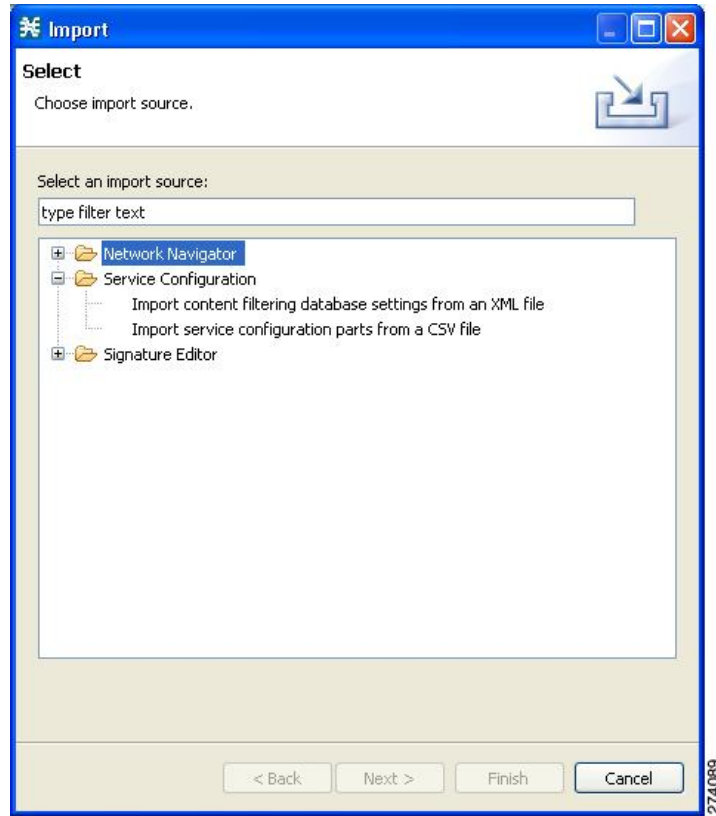 Import
Select
Choose import source.
Select an import source:
type filter text
Network Navigator
Service Configuration
Import content filtering database settings from an XML file
Import service configuration parts from a CSV file
Signature Editor
< Back Next > Finish Cancel
274089